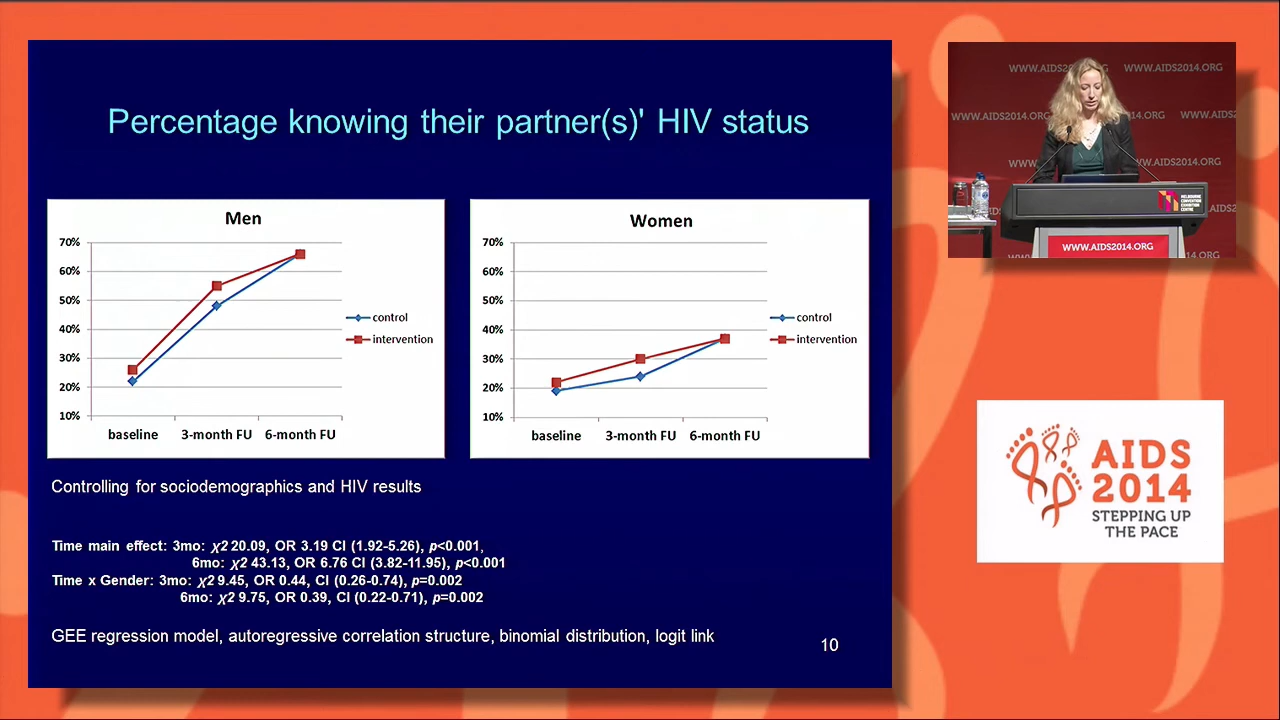 Percentage knowing their partner(s)' HIV status
Men
70%
60%
50%
40%
30%
20%
10%
baseline 3-month FU 6-month FU
control
intervention
Women
70%
60%
50%
40%
30%
20%
10%
baseline 3-month FU 6-month FU
control
intervention
Controlling for sociodemographics and HIV results
Time main effect: 3mo: χ2 20.09, OR 3.19 CI (1.92-5.26), p<0.001,
6mo: χ2 43.13, OR 6.76 CI (3.82-11.95), p<0.001
Time x Gender: 3mo: χ2 9.45, OR 0.44, CI (0.26-0.74), p=0.002
6mo: χ2 9.75, OR 0.39, CI (0.22-0.71), p=0.002
GEE regression model, autoregressive correlation structure, binomial distribution, logit link
10
WWW.AIDS2014.ORG
WWW.AIDS2014.ORG
MELBOURNE
CONVENTION
EXHIBITION
CENTRE
WWW.AIDS2014.ORG
AIDS
2014
STEPPING UP
THE PACE